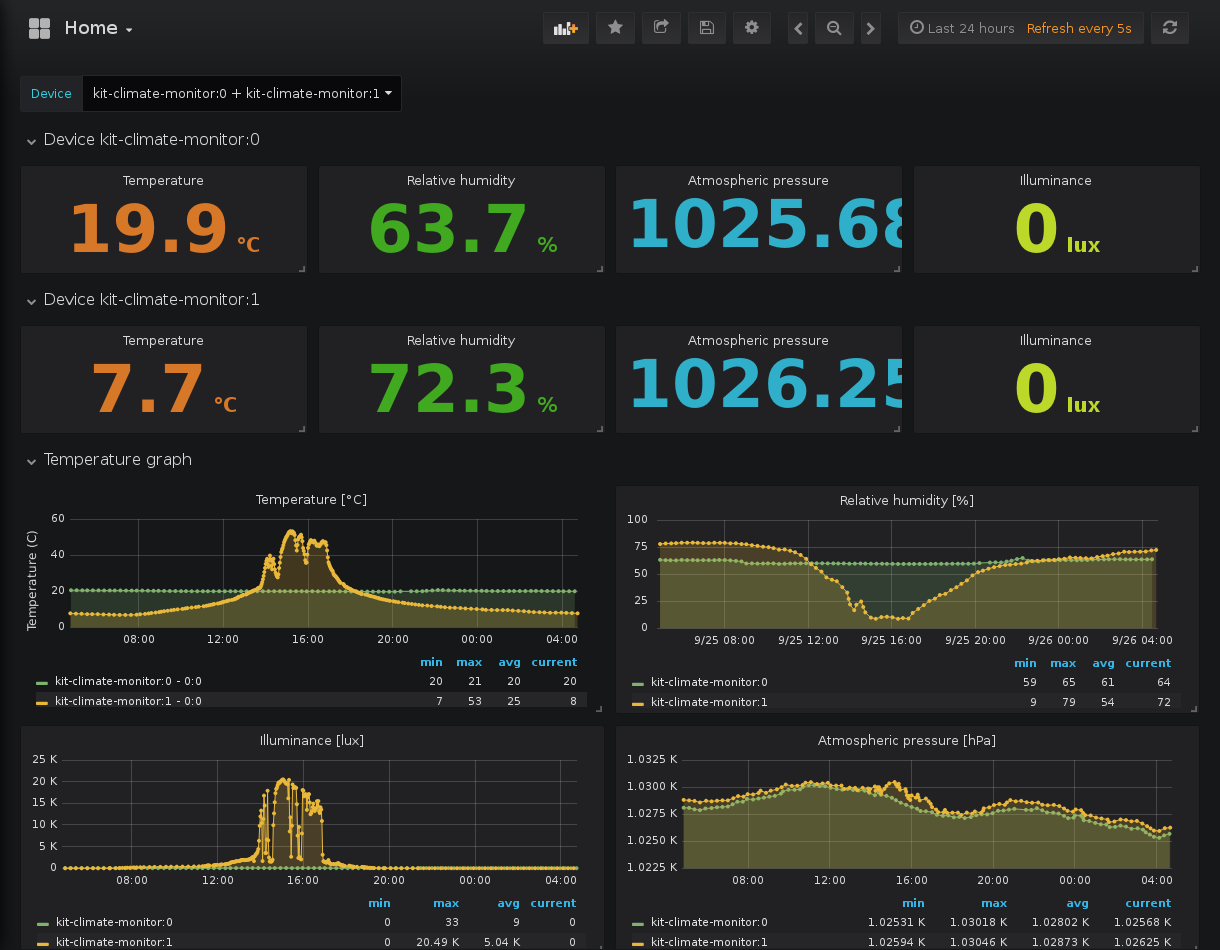 Home
Last 24 hours Refresh every 5s
Device kit-climate-monitor:0 + kit-climate-monitor:1
Device kit-climate-monitor:0
Temperature Relative humidity Atmospheric pressure Illuminance
19.9 °C 63.7 % 1025.68 0 lux
Device kit-climate-monitor:1
Temperature Relative humidity Atmospheric pressure Illuminance
7.7 °C 72.3 % 1026.25 0 lux
Temperature graph
Temperature [°C]
Temperature (C)
60
40
20
0
08:00 12:00 16:00 20:00 00:00 04:00
min max avg current
kit-climate-monitor:0 - 0:0 20 21 20 20
kit-climate-monitor:1 - 0:0 7 53 25 8
Relative humidity [%]
100
75
50
25
0
9/25 08:00 9/25 12:00 9/25 16:00 9/25 20:00 9/26 00:00 9/26 04:00
min max avg current
kit-climate-monitor:0 59 65 61 64
kit-climate-monitor:1 9 79 54 72
Illuminance [lux]
25 K
20 K
15 K
10 K
5 K
0
08:00 12:00 16:00 20:00 00:00 04:00
min max avg current
kit-climate-monitor:0 0 33 9 0
kit-climate-monitor:1 0 20.49 K 5.04 K 0
Atmospheric pressure [hPa]
1.0325 K
1.0300 K
1.0275 K
1.0250 K
1.0225 K
08:00 12:00 16:00 20:00 00:00 04:00
min max avg current
kit-climate-monitor:0 1.02531 K 1.03018 K 1.02802 K 1.02568 K
kit-climate-monitor:1 1.02594 K 1.03046 K 1.02873 K 1.02625 K